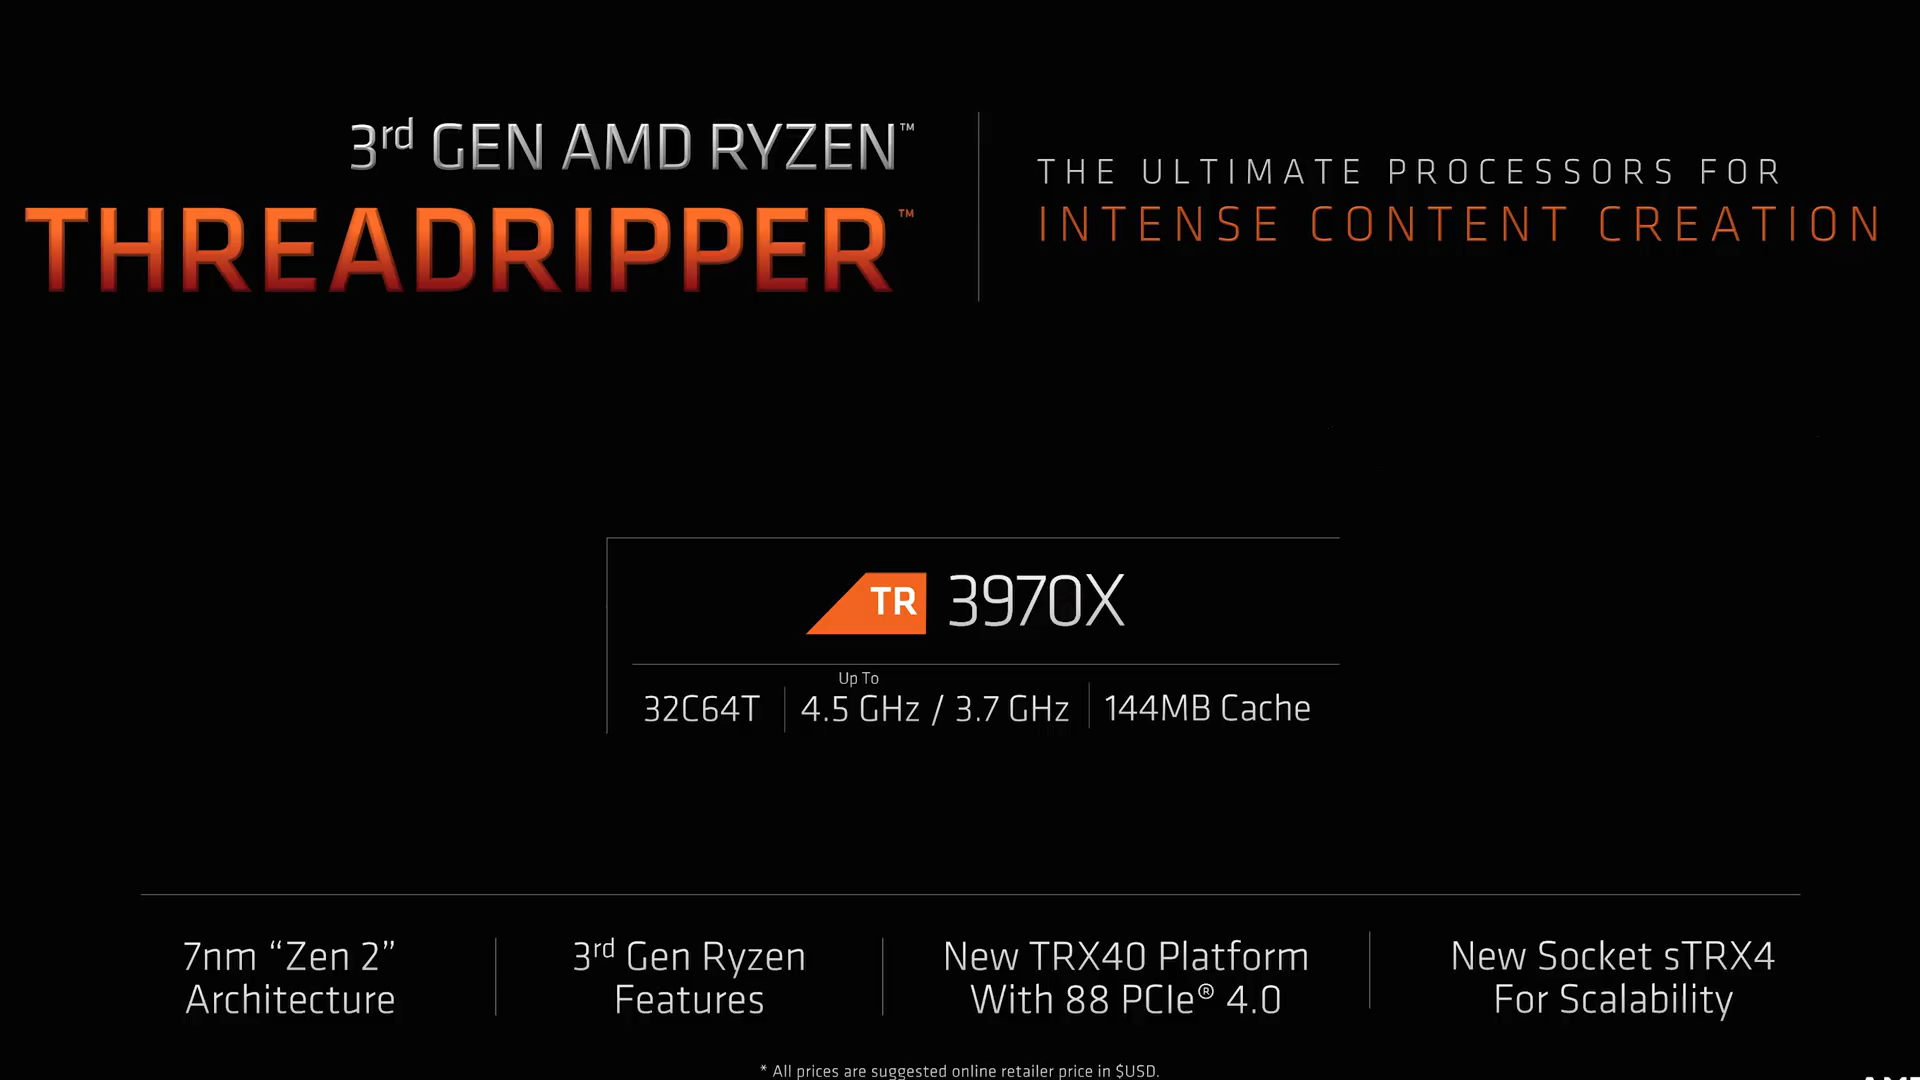 3rd GEN AMD RYZEN™
THREADRIPPER™
THE ULTIMATE PROCESSORS FOR
INTENSE CONTENT CREATION
TR 3970X
Up To
32C64T 4.5 GHz / 3.7 GHz 144MB Cache
7nm “Zen 2”
Architecture
3rd Gen Ryzen
Features
New TRX40 Platform
With 88 PCIe® 4.0
New Socket sTRX4
For Scalability
* All prices are suggested online retailer price in $USD.